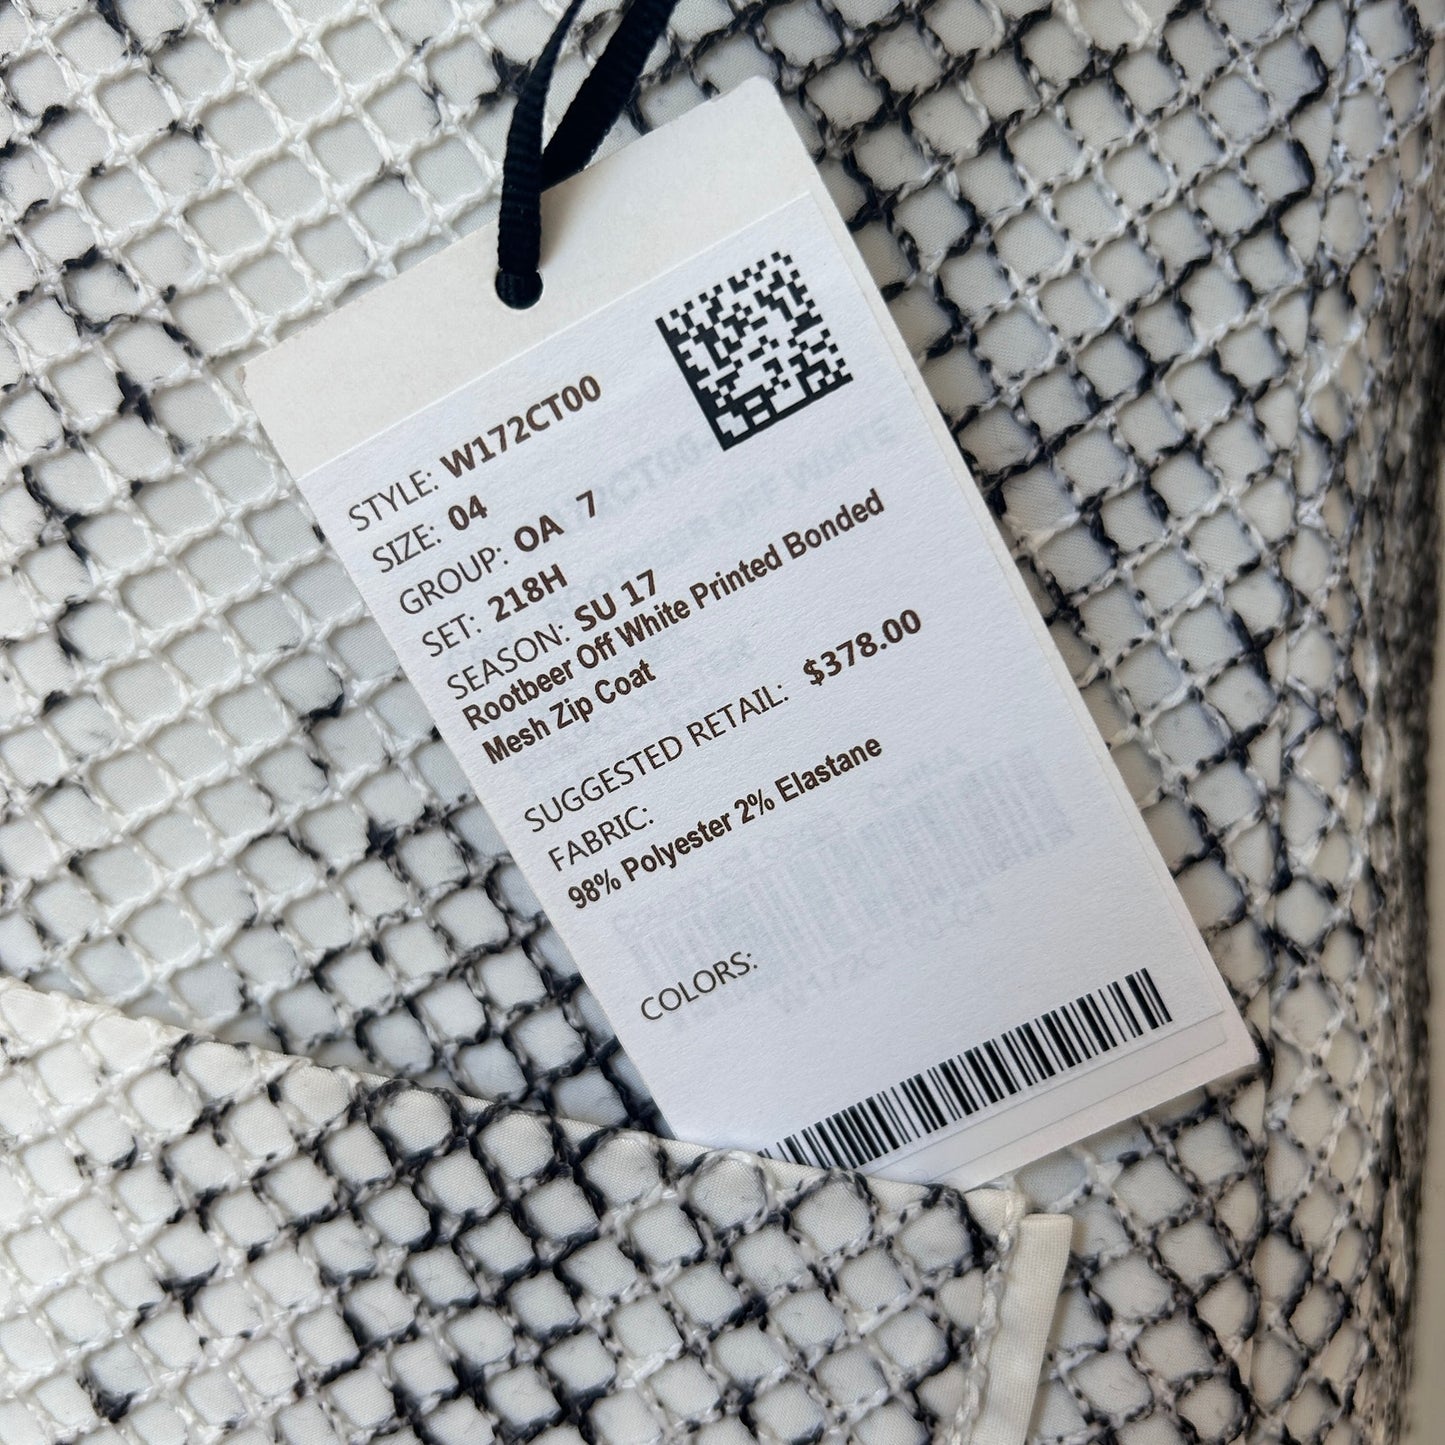 STYLE: W172CT00
SIZE: 04
GROUP: OA 7
SET: 218H
SEASON: SU 17
Rootbeer Off White Printed Bonded
Mesh Zip Coat
SUGGESTED RETAIL: $378.00
FABRIC:
98% Polyester 2% Elastane
COLORS: